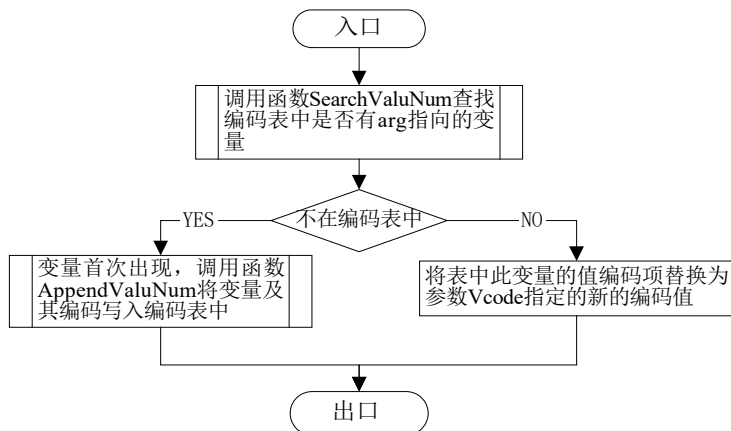 入口
调用函数SearchValuNum查找
编码表中是否有arg指向的变
量
不在编码表中
YES
NO
变量首次出现，调用函数
AppendValuNum将变量及
其编码写入编码表中
将表中此变量的值编码项替换为
参数Vcode指定的新的编码值
出口